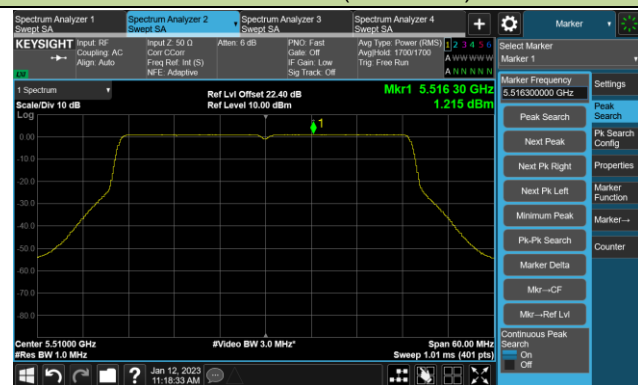 Spectrum Analyzer 1
Swept SA
Spectrum Analyzer 2
Swept SA
Spectrum Analyzer 3
Swept SA
Spectrum Analyzer 4
Swept SA
+
Marker
KEYSIGHT
Input: RF
Coupling: AC
Align: Auto
Input Z: 50 Ω
Corr CCorr
Freq Ref: Int (S)
NFE: Adaptive
Atten: 6 dB
PNO: Fast
Gate: Off
IF Gain: Low
Sig Track: Off
Avg Type: Power (RMS)
Avg|Hold: 1700/1700
Trig: Free Run
1 2 3 4 5 6
A W W W W W
A N N N N N
Select Marker
Marker 1
LXI
1 Spectrum
Scale/Div 10 dB
Log
Ref Lvl Offset 22.40 dB
Ref Level 10.00 dBm
Mkr1 5.516 30 GHz
1.215 dBm
1
0.00
-10.0
-20.0
-30.0
-40.0
-50.0
-60.0
-70.0
-80.0
Center 5.51000 GHz
#Res BW 1.0 MHz
#Video BW 3.0 MHz*
Span 60.00 MHz
Sweep 1.01 ms (401 pts)
Marker Frequency
5.516300000 GHz
Peak Search
Next Peak
Next Pk Right
Next Pk Left
Minimum Peak
Pk-Pk Search
Marker Delta
Mkr→CF
Mkr→Ref Lvl
Continuous Peak
Search
On
Off
Settings
Peak
Search
Pk Search
Config
Properties
Marker
Function
Marker→
Counter
?
Jan 12, 2023
11:18:33 AM